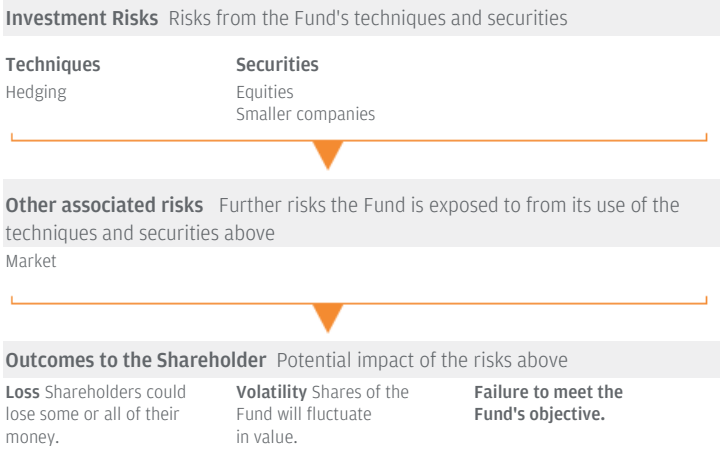 Investment Risks Risks from the Fund's techniques and securities
Techniques
Hedging
Securities
Equities
Smaller companies
Other associated risks Further risks the Fund is exposed to from its use of the
techniques and securities above
Market
Outcomes to the Shareholder Potential impact of the risks above
Loss Shareholders could
lose some or all of their
money.
Volatility Shares of the
Fund will fluctuate
in value.
Failure to meet the
Fund's objective.